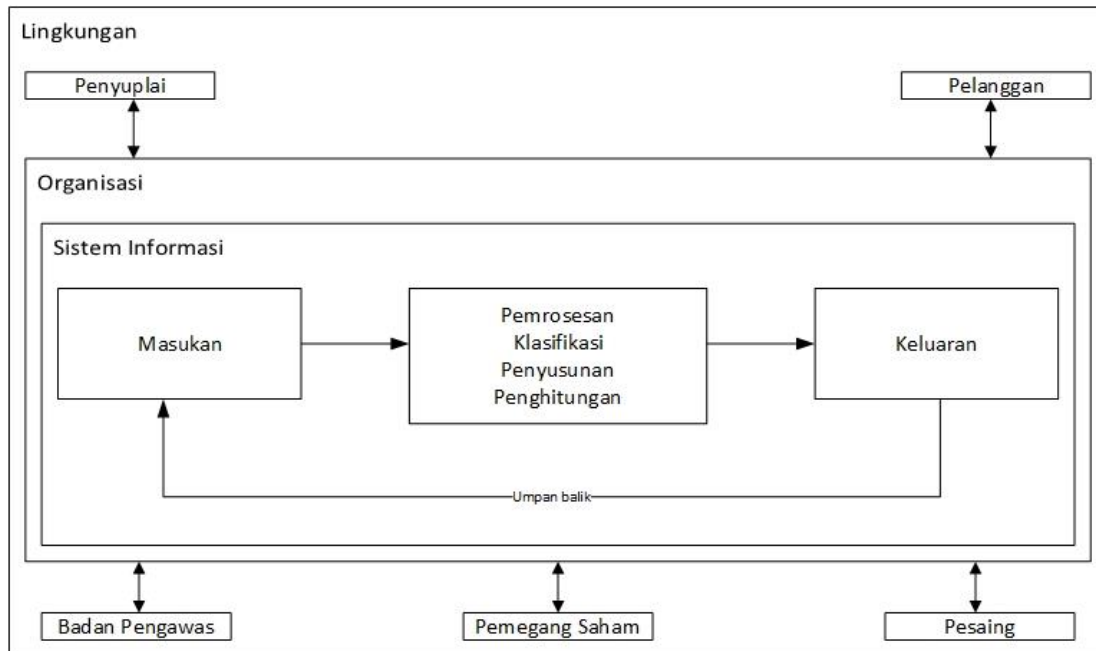 Lingkungan
Penyuplai
Pelanggan
Organisasi
Sistem Informasi
Masukan
Pemrosesan
Klasifikasi
Penyusunan
Penghitungan
Keluaran
Umpan balik
Badan Pengawas
Pemegang Saham
Pesaing